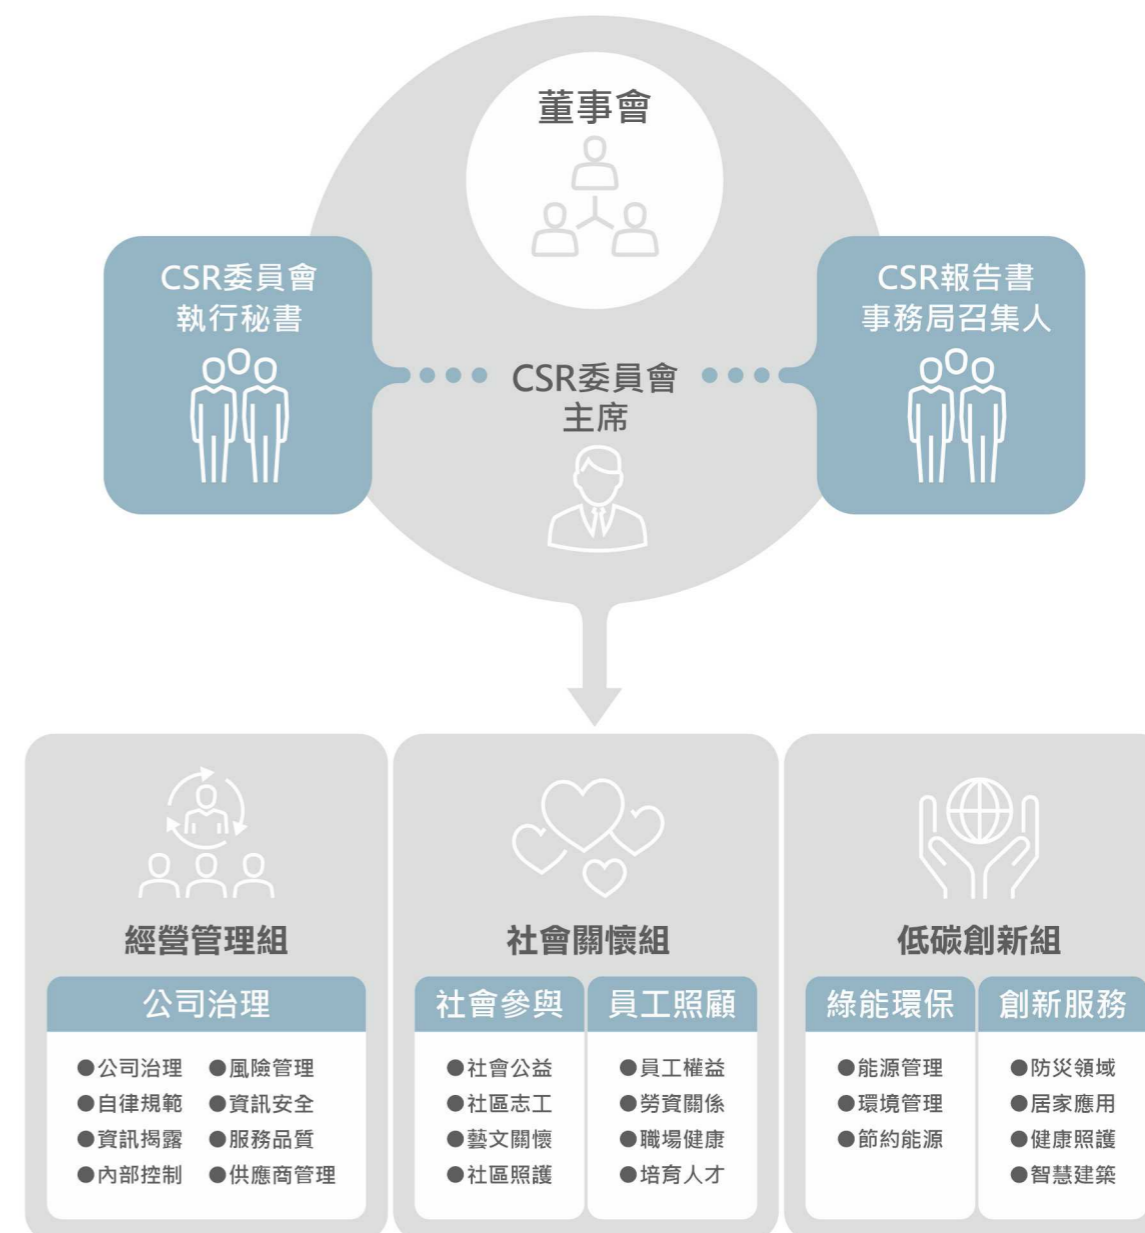 董事會
CSR委員會
執行秘書
CSR報告書
事務局召集人
CSR委員會
主席
經營管理組
公司治理
●公司治理
●自律規範
●資訊揭露
●內部控制
●風險管理
●資訊安全
●服務品質
●供應商管理
社會關懷組
社會參與
●社會公益
●社區志工
●藝文關懷
●社區照護
員工照顧
●員工權益
●勞資關係
●職場健康
●培育人才
低碳創新組
綠能環保
●能源管理
●環境管理
●節約能源
創新服務
●防災領域
●居家應用
●健康照護
●智慧建築